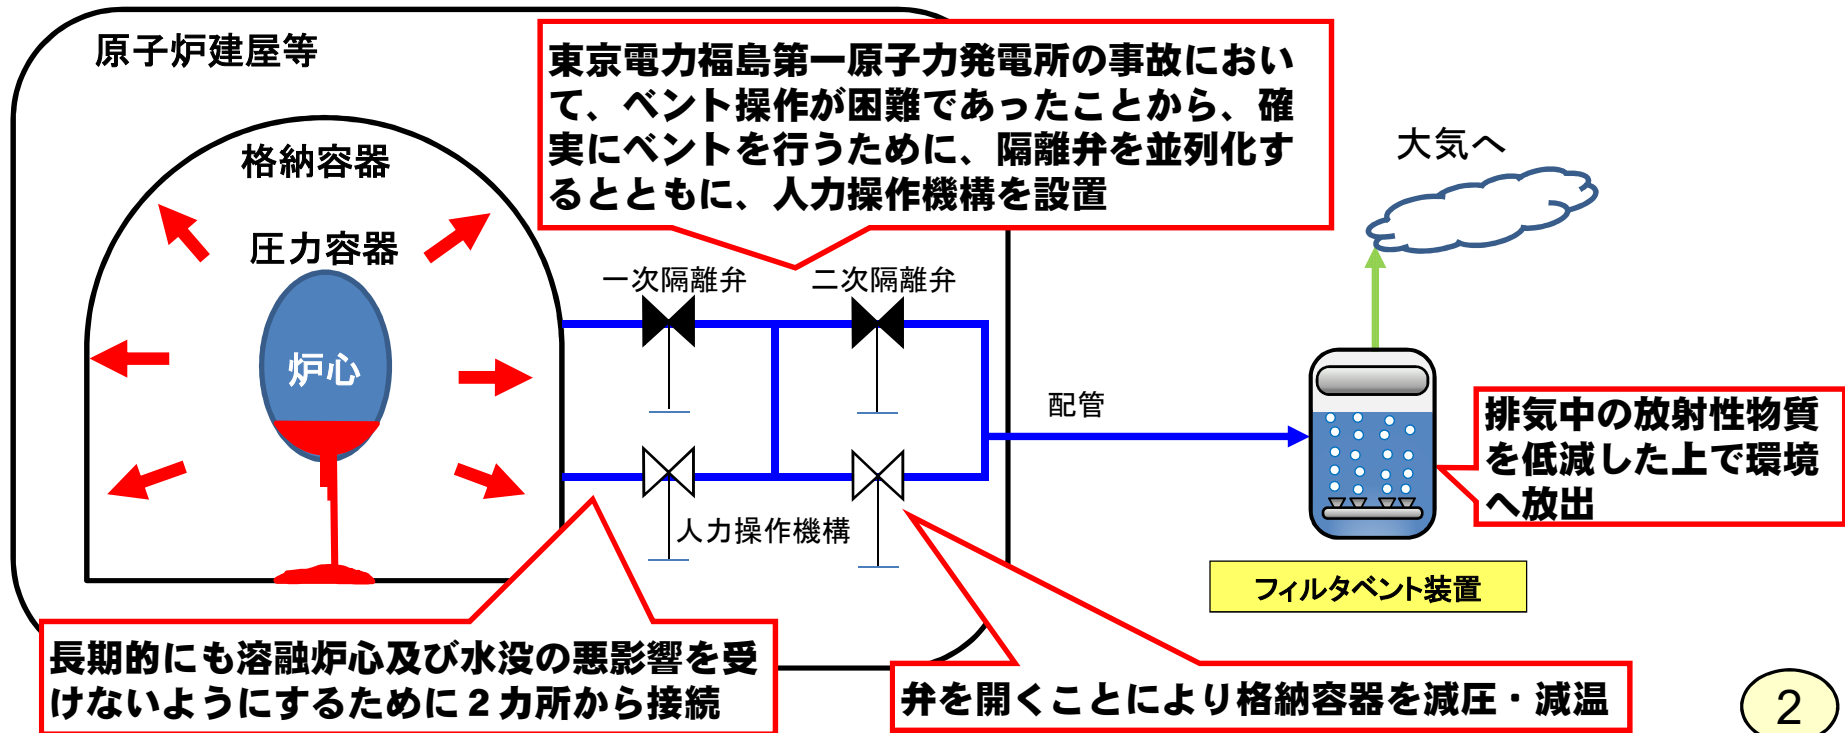 原子炉建屋等
東京電力福島第一原子力発電所の事故におい
て、ベント操作が困難であったことから、確
実にベントを行うために、隔離弁を並列化す
るとともに、人力操作機構を設置
大気へ
格納容器
圧力容器
一次隔離弁
二次隔離弁
炉心
配管
排気中の放射性物質
を低減した上で環境
へ放出
人力操作機構
フィルタベント装置
長期的にも溶融炉心及び水没の悪影響を受
けないようにするために2カ所から接続
弁を開くことにより格納容器を減圧・減温
2